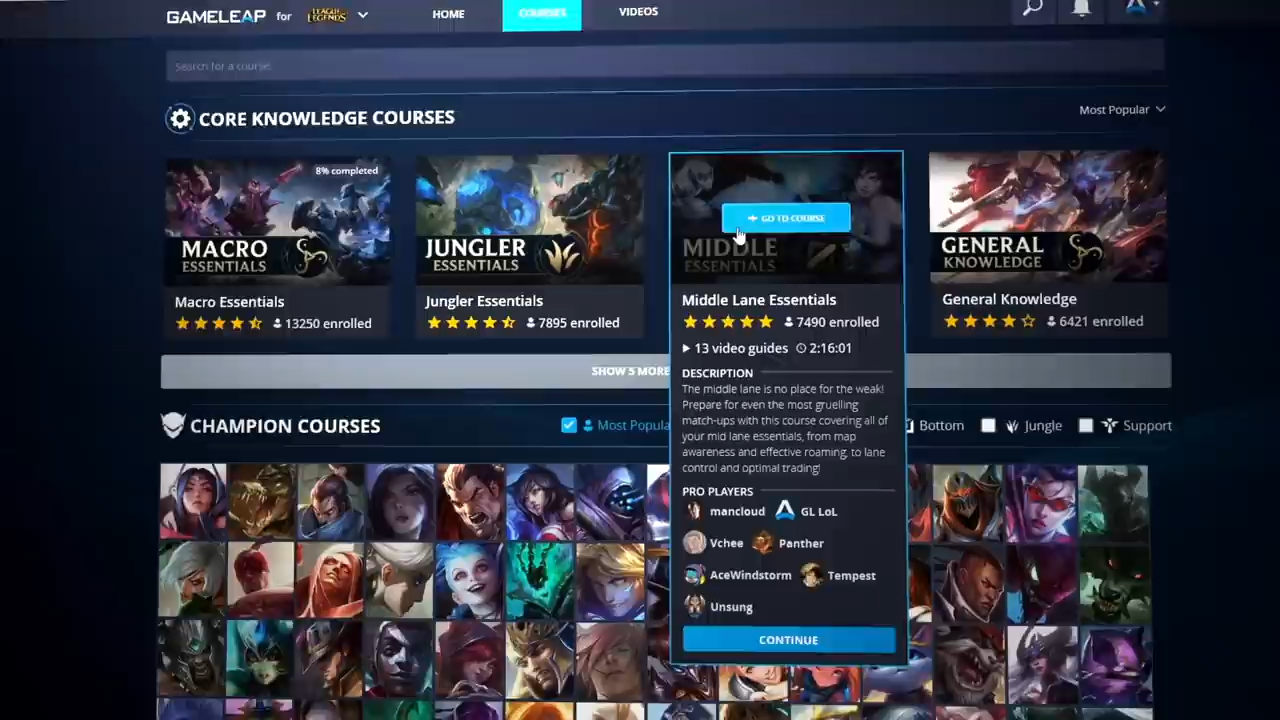 GAMELEAP for LEAGUE LEGENDS
HOME
COURSES
VIDEOS
Search for a course
CORE KNOWLEDGE COURSES
Most Popular
8% completed
MACRO
ESSENTIALS
Macro Essentials
13250 enrolled
JUNGLER
ESSENTIALS
Jungler Essentials
7895 enrolled
GO TO COURSE
MIDDLE
ESSENTIALS
Middle Lane Essentials
7490 enrolled
13 video guides 2:16:01
DESCRIPTION
The middle lane is no place for the weak!
Prepare for even the most gruelling
match-ups with this course covering all of
your mid lane essentials, from map
awareness and effective roaming, to lane
control and optimal trading!
PRO PLAYERS
mancloud GL LoL
Vchee Panther
AceWindstorm Tempest
Unsung
CONTINUE
GENERAL
KNOWLEDGE
General Knowledge
6421 enrolled
SHOW 5 MORE
CHAMPION COURSES
Most Popula
Bottom
Jungle
Support